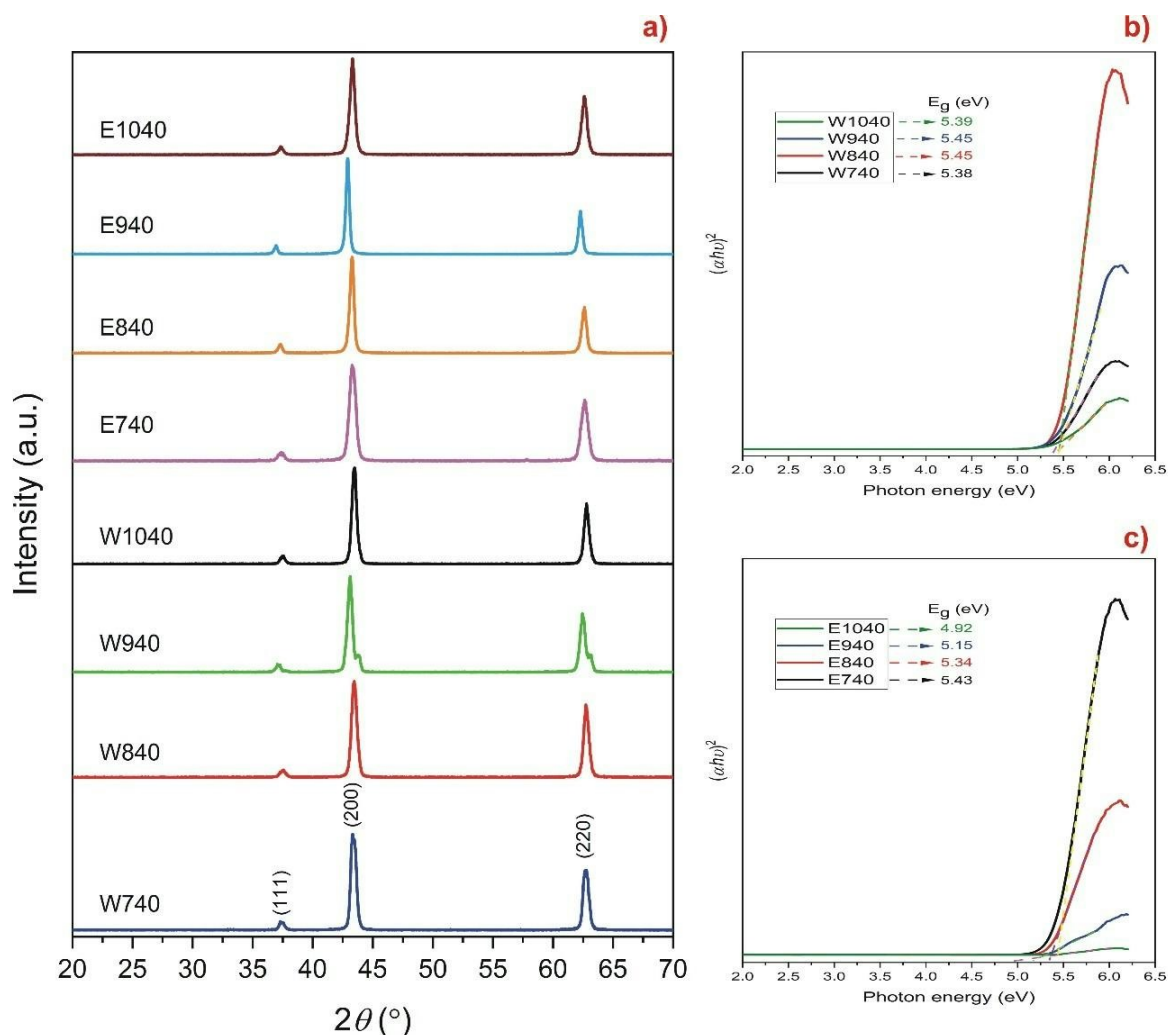 a)
E1040
E940
E840
E740
W1040
W940
W840
W740
(111)
(200)
(220)
Intensity (a.u.)
20 25 30 35 40 45 50 55 60 65 70
2θ (°)
b)
E_g (eV)
W1040 5.39
W940 5.45
W840 5.45
W740 5.38
(αhυ)²
2.0 2.5 3.0 3.5 4.0 4.5 5.0 5.5 6.0 6.5
Photon energy (eV)
c)
E_g (eV)
E1040 4.92
E940 5.15
E840 5.34
E740 5.43
(αhυ)²
2.0 2.5 3.0 3.5 4.0 4.5 5.0 5.5 6.0 6.5
Photon energy (eV)